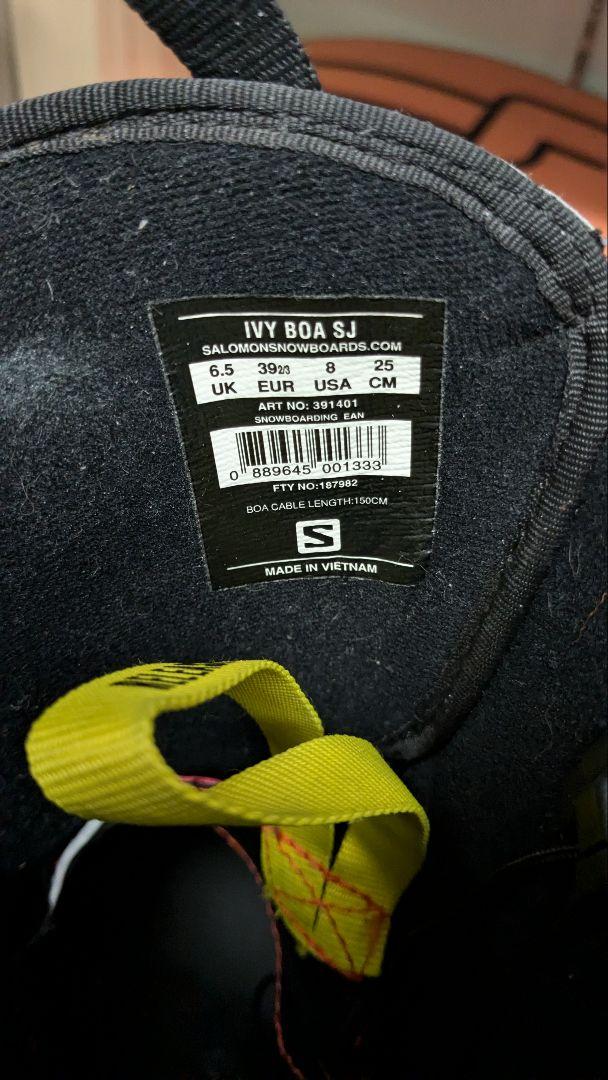 IVY BOA SJ
SALOMONSNOWBOARDS.COM
6.5 39 2/3 8 25
UK EUR USA CM
ART NO: 391401
SNOWBOARDING EAN
0 889645 001333
FTY NO:187982
BOA CABLE LENGTH:150CM
S
MADE IN VIETNAM